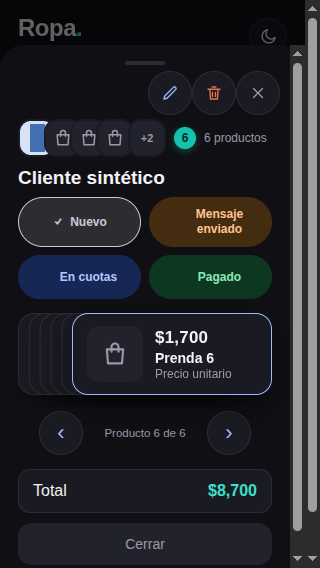 Ropa.
+2
6
6 productos
Cliente sintético
✓ Nuevo
Mensaje
enviado
En cuotas
Pagado
$1,700
Prenda 6
Precio unitario
‹ Producto 6 de 6 ›
Total $8,700
Cerrar